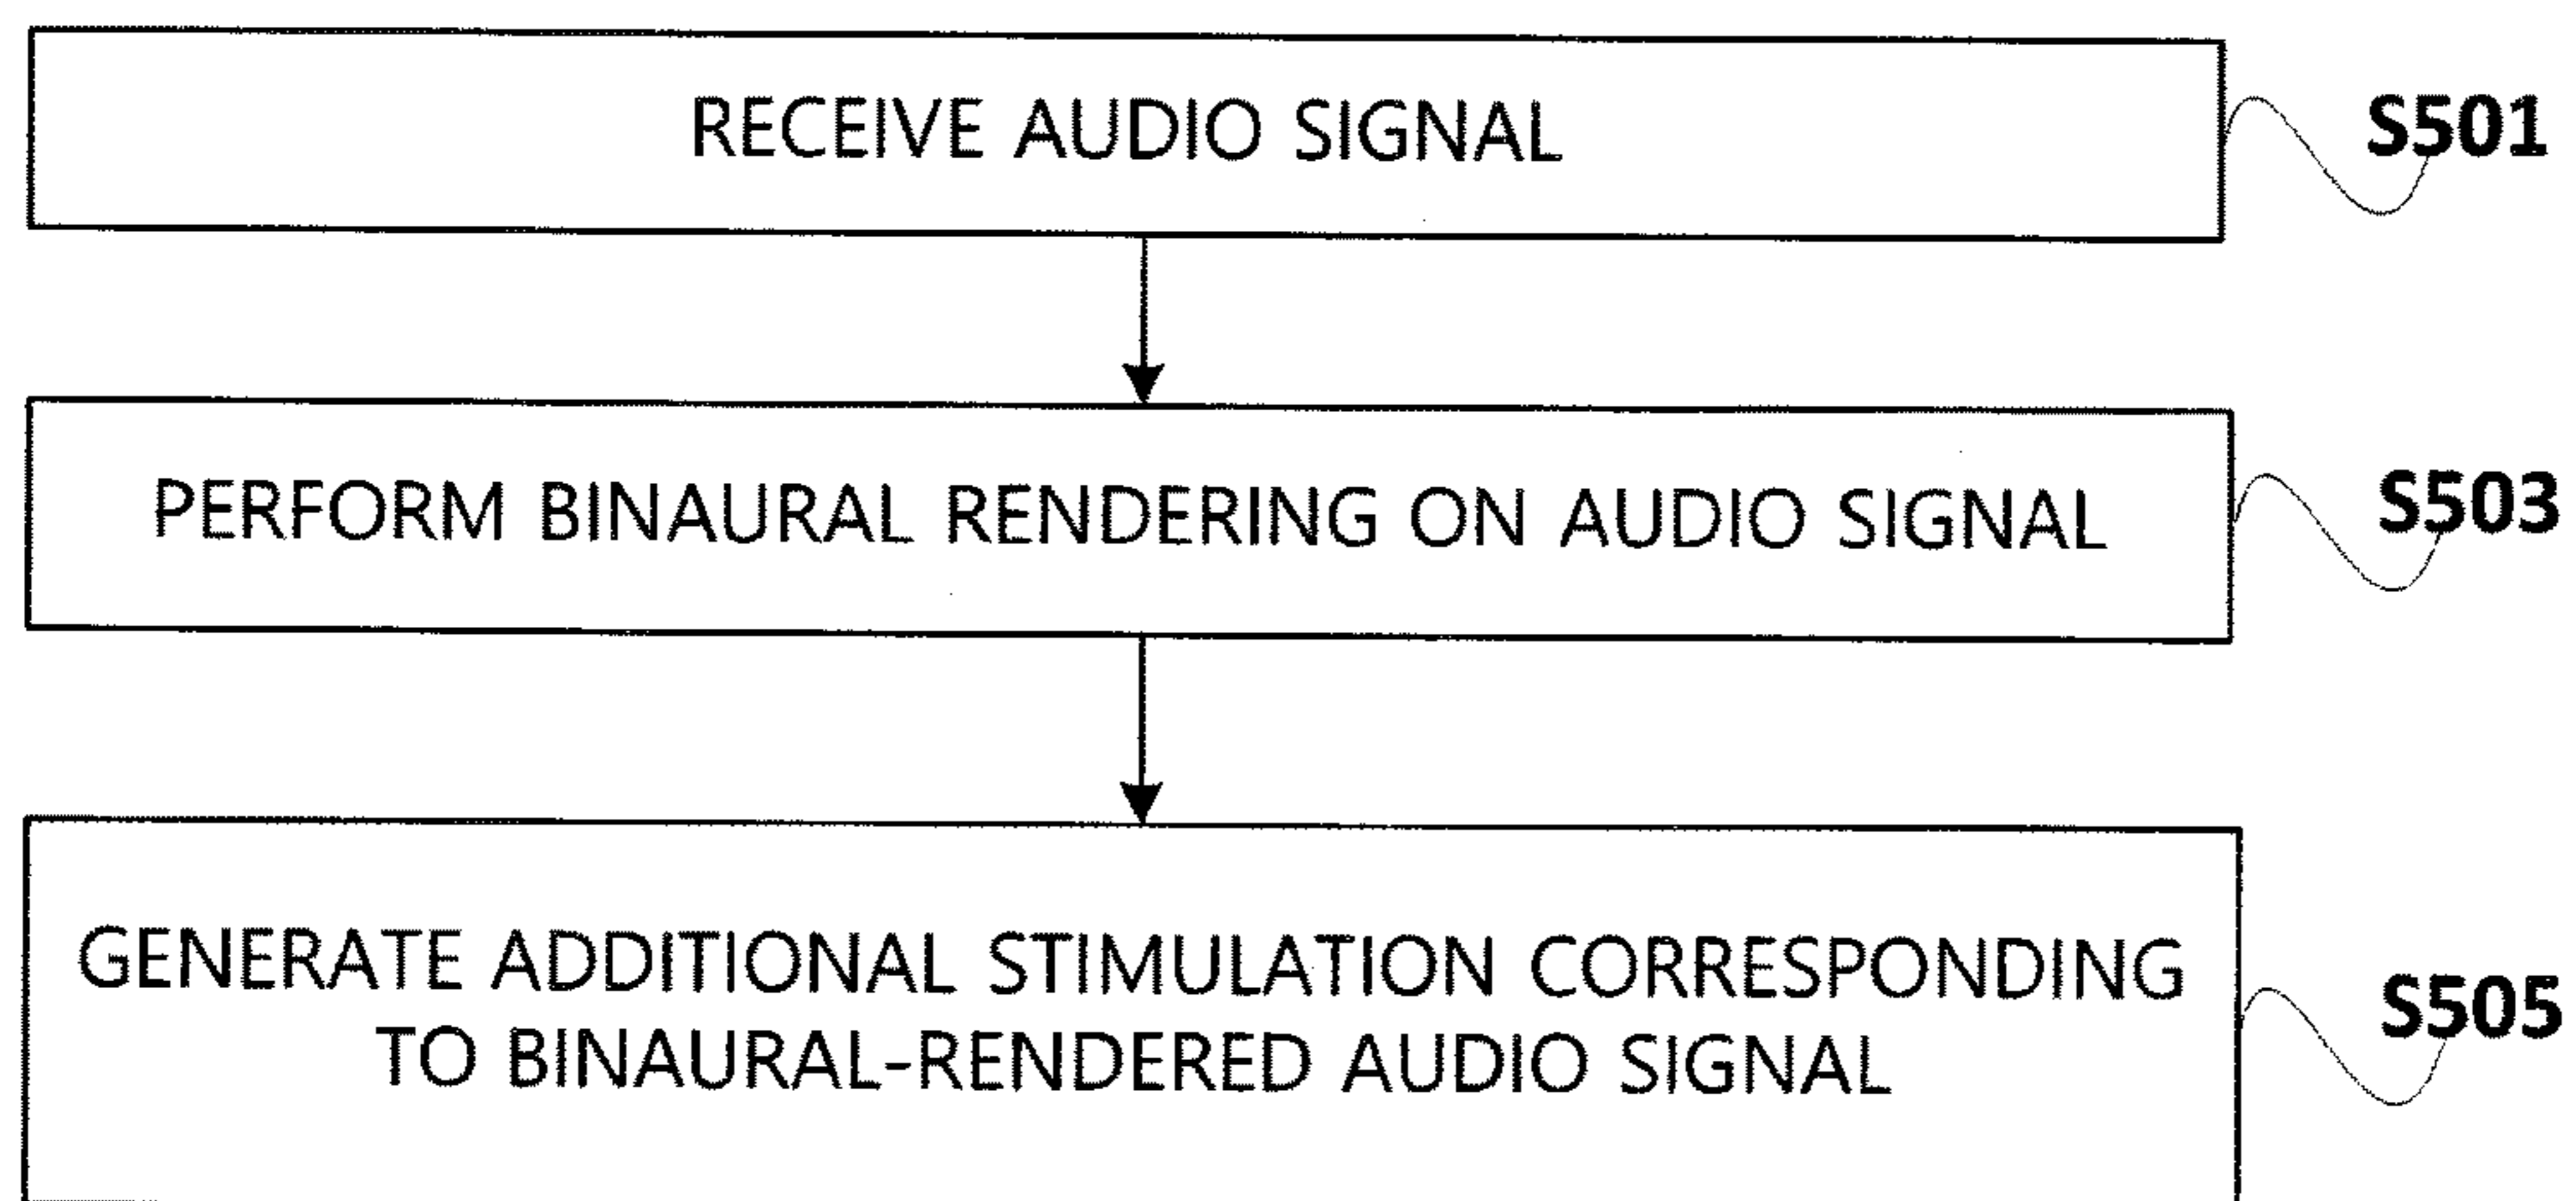 RECEIVE AUDIO SIGNAL
S501
PERFORM BINAURAL RENDERING ON AUDIO SIGNAL
S503
GENERATE ADDITIONAL STIMULATION CORRESPONDING
TO BINAURAL-RENDERED AUDIO SIGNAL
S505